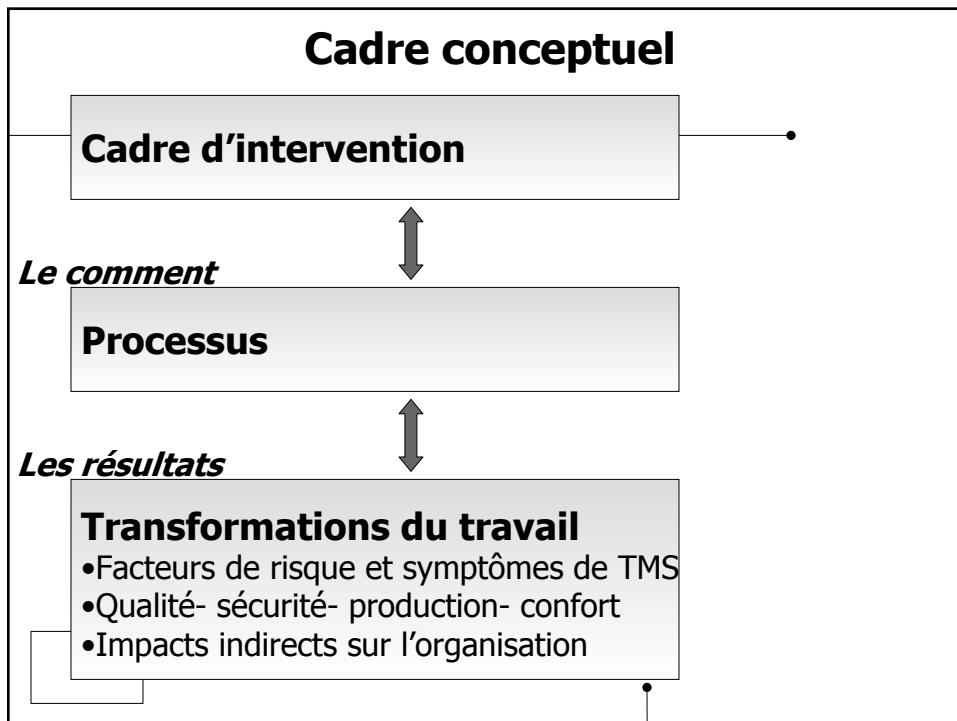 Cadre conceptuel
Cadre d’intervention
Le comment
Processus
Les résultats
Transformations du travail
•Facteurs de risque et symptômes de TMS
•Qualité- sécurité- production- confort
•Impacts indirects sur l’organisation